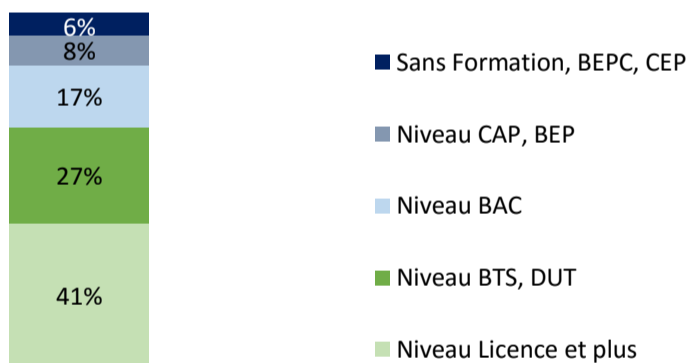 6%
8%
17%
27%
41%
Sans Formation, BEPC, CEP
Niveau CAP, BEP
Niveau BAC
Niveau BTS, DUT
Niveau Licence et plus